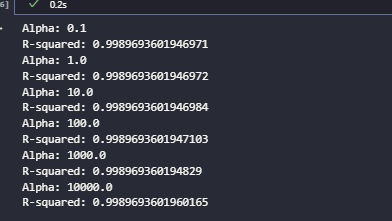 6]
0.2s
Alpha: 0.1
R-squared: 0.9989693601946971
Alpha: 1.0
R-squared: 0.9989693601946972
Alpha: 10.0
R-squared: 0.9989693601946984
Alpha: 100.0
R-squared: 0.9989693601947103
Alpha: 1000.0
R-squared: 0.998969360194829
Alpha: 10000.0
R-squared: 0.9989693601960165